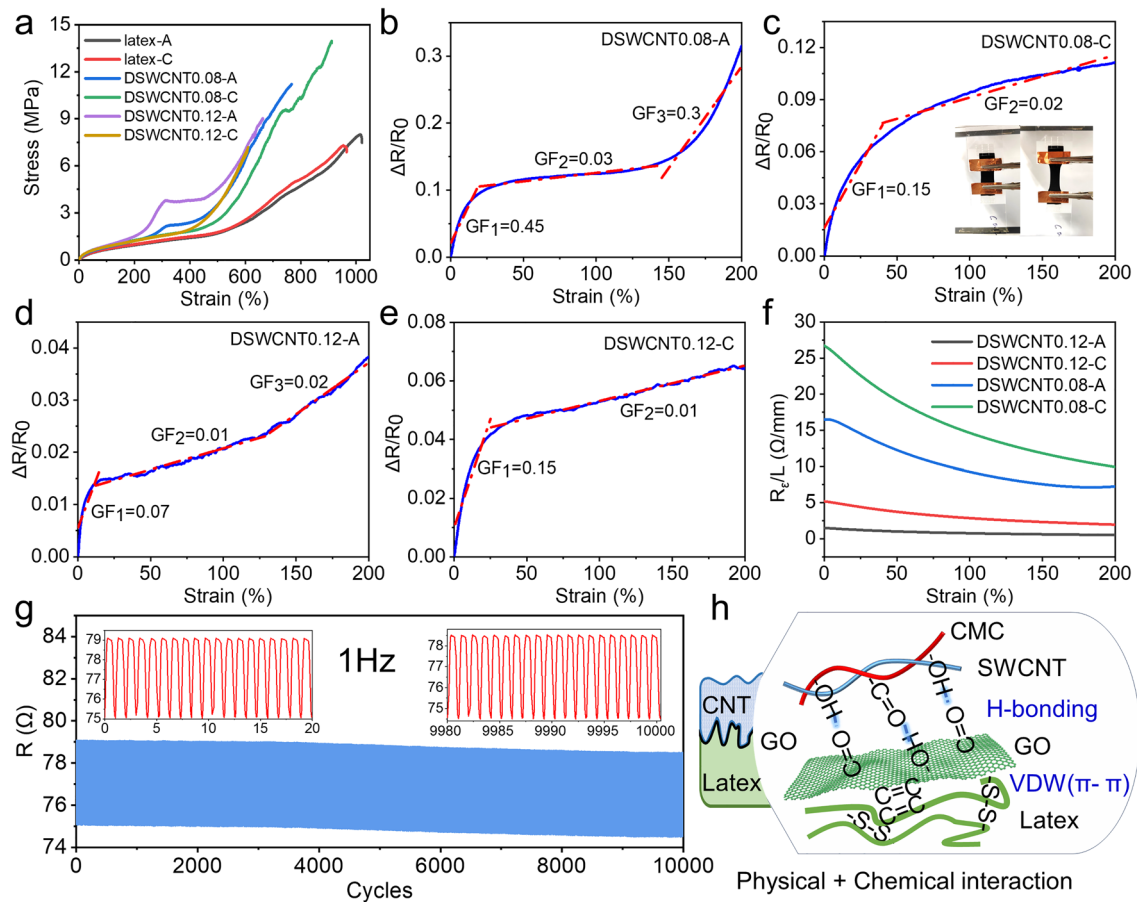 a
Stress (MPa)
15
12
9
6
3
0
latex-A
latex-C
DSWCNT0.08-A
DSWCNT0.08-C
DSWCNT0.12-A
DSWCNT0.12-C
0 200 400 600 800 1000
Strain (%)
b
DSWCNT0.08-A
ΔR/R0
0.3
0.2
0.1
0.0
GF3=0.3
GF2=0.03
GF1=0.45
0 50 100 150 200
Strain (%)
c
DSWCNT0.08-C
ΔR/R0
0.12
0.09
0.06
0.03
0.00
GF2=0.02
GF1=0.15
0 50 100 150 200
Strain (%)
d
DSWCNT0.12-A
ΔR/R0
0.04
0.03
0.02
0.01
0.00
GF3=0.02
GF2=0.01
GF1=0.07
0 50 100 150 200
Strain (%)
e
DSWCNT0.12-C
ΔR/R0
0.08
0.06
0.04
0.02
0.00
GF2=0.01
GF1=0.15
0 50 100 150 200
Strain (%)
f
Rε/L (Ω/mm)
30
25
20
15
10
5
0
DSWCNT0.12-A
DSWCNT0.12-C
DSWCNT0.08-A
DSWCNT0.08-C
0 50 100 150 200
Strain (%)
g
R (Ω)
84
82
80
78
76
74
79
78
77
76
75
0 5 10 15 20
1Hz
78
77
76
75
9980 9985 9990 9995 10000
0 2000 4000 6000 8000 10000
Cycles
h
CMC
SWCNT
H-bonding
GO
VDW(π- π)
Latex
CNT
GO
Latex
-OH
O=C
-C=O
HO-
-OH
O=C
C=C
C=C
-S-S-
-S-S-
Physical + Chemical interaction